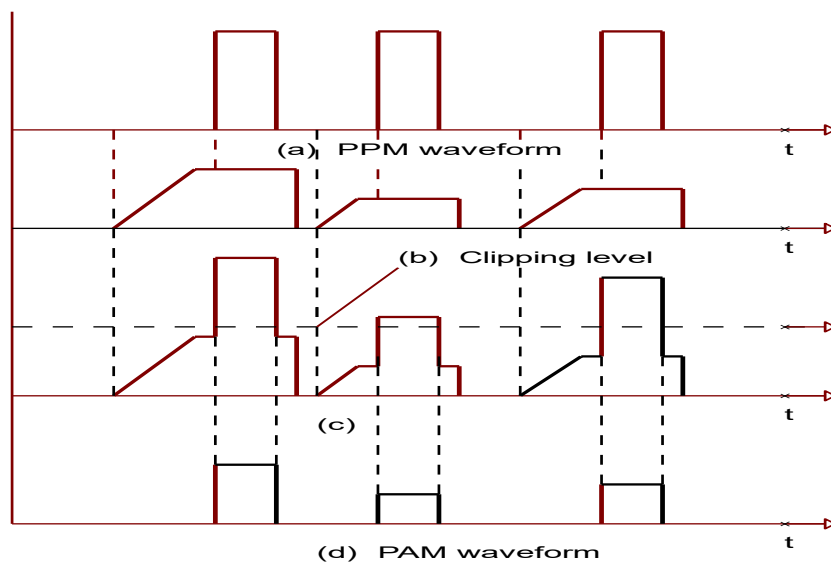 (a) PPM waveform
t
t
(b) Clipping level
t
(c)
t
(d) PAM waveform